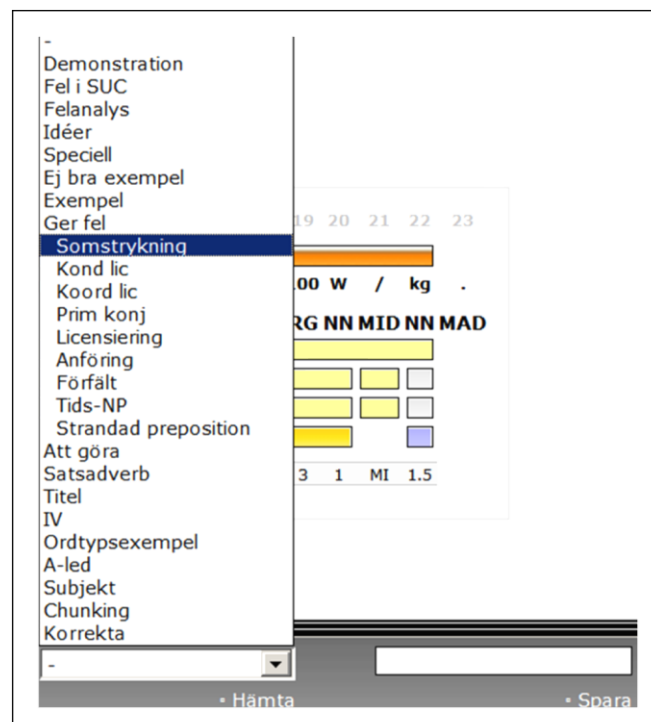 -
Demonstration
Fel i SUC
Felanalys
Idéer
Speciell
Ej bra exempel
Exempel
Ger fel
Somstrykning
Kond lic
Koord lic
Prim konj
Licensiering
Anföring
Förfält
Tids-NP
Strandad preposition
Att göra
Satsadverb
Titel
IV
Ordtypsexempel
A-led
Subjekt
Chunking
Korrekta
-
19 20 21 22 23
00 W / kg .
RG NN MID NN MAD
3 1 MI 1.5
• Hämta
• Spara